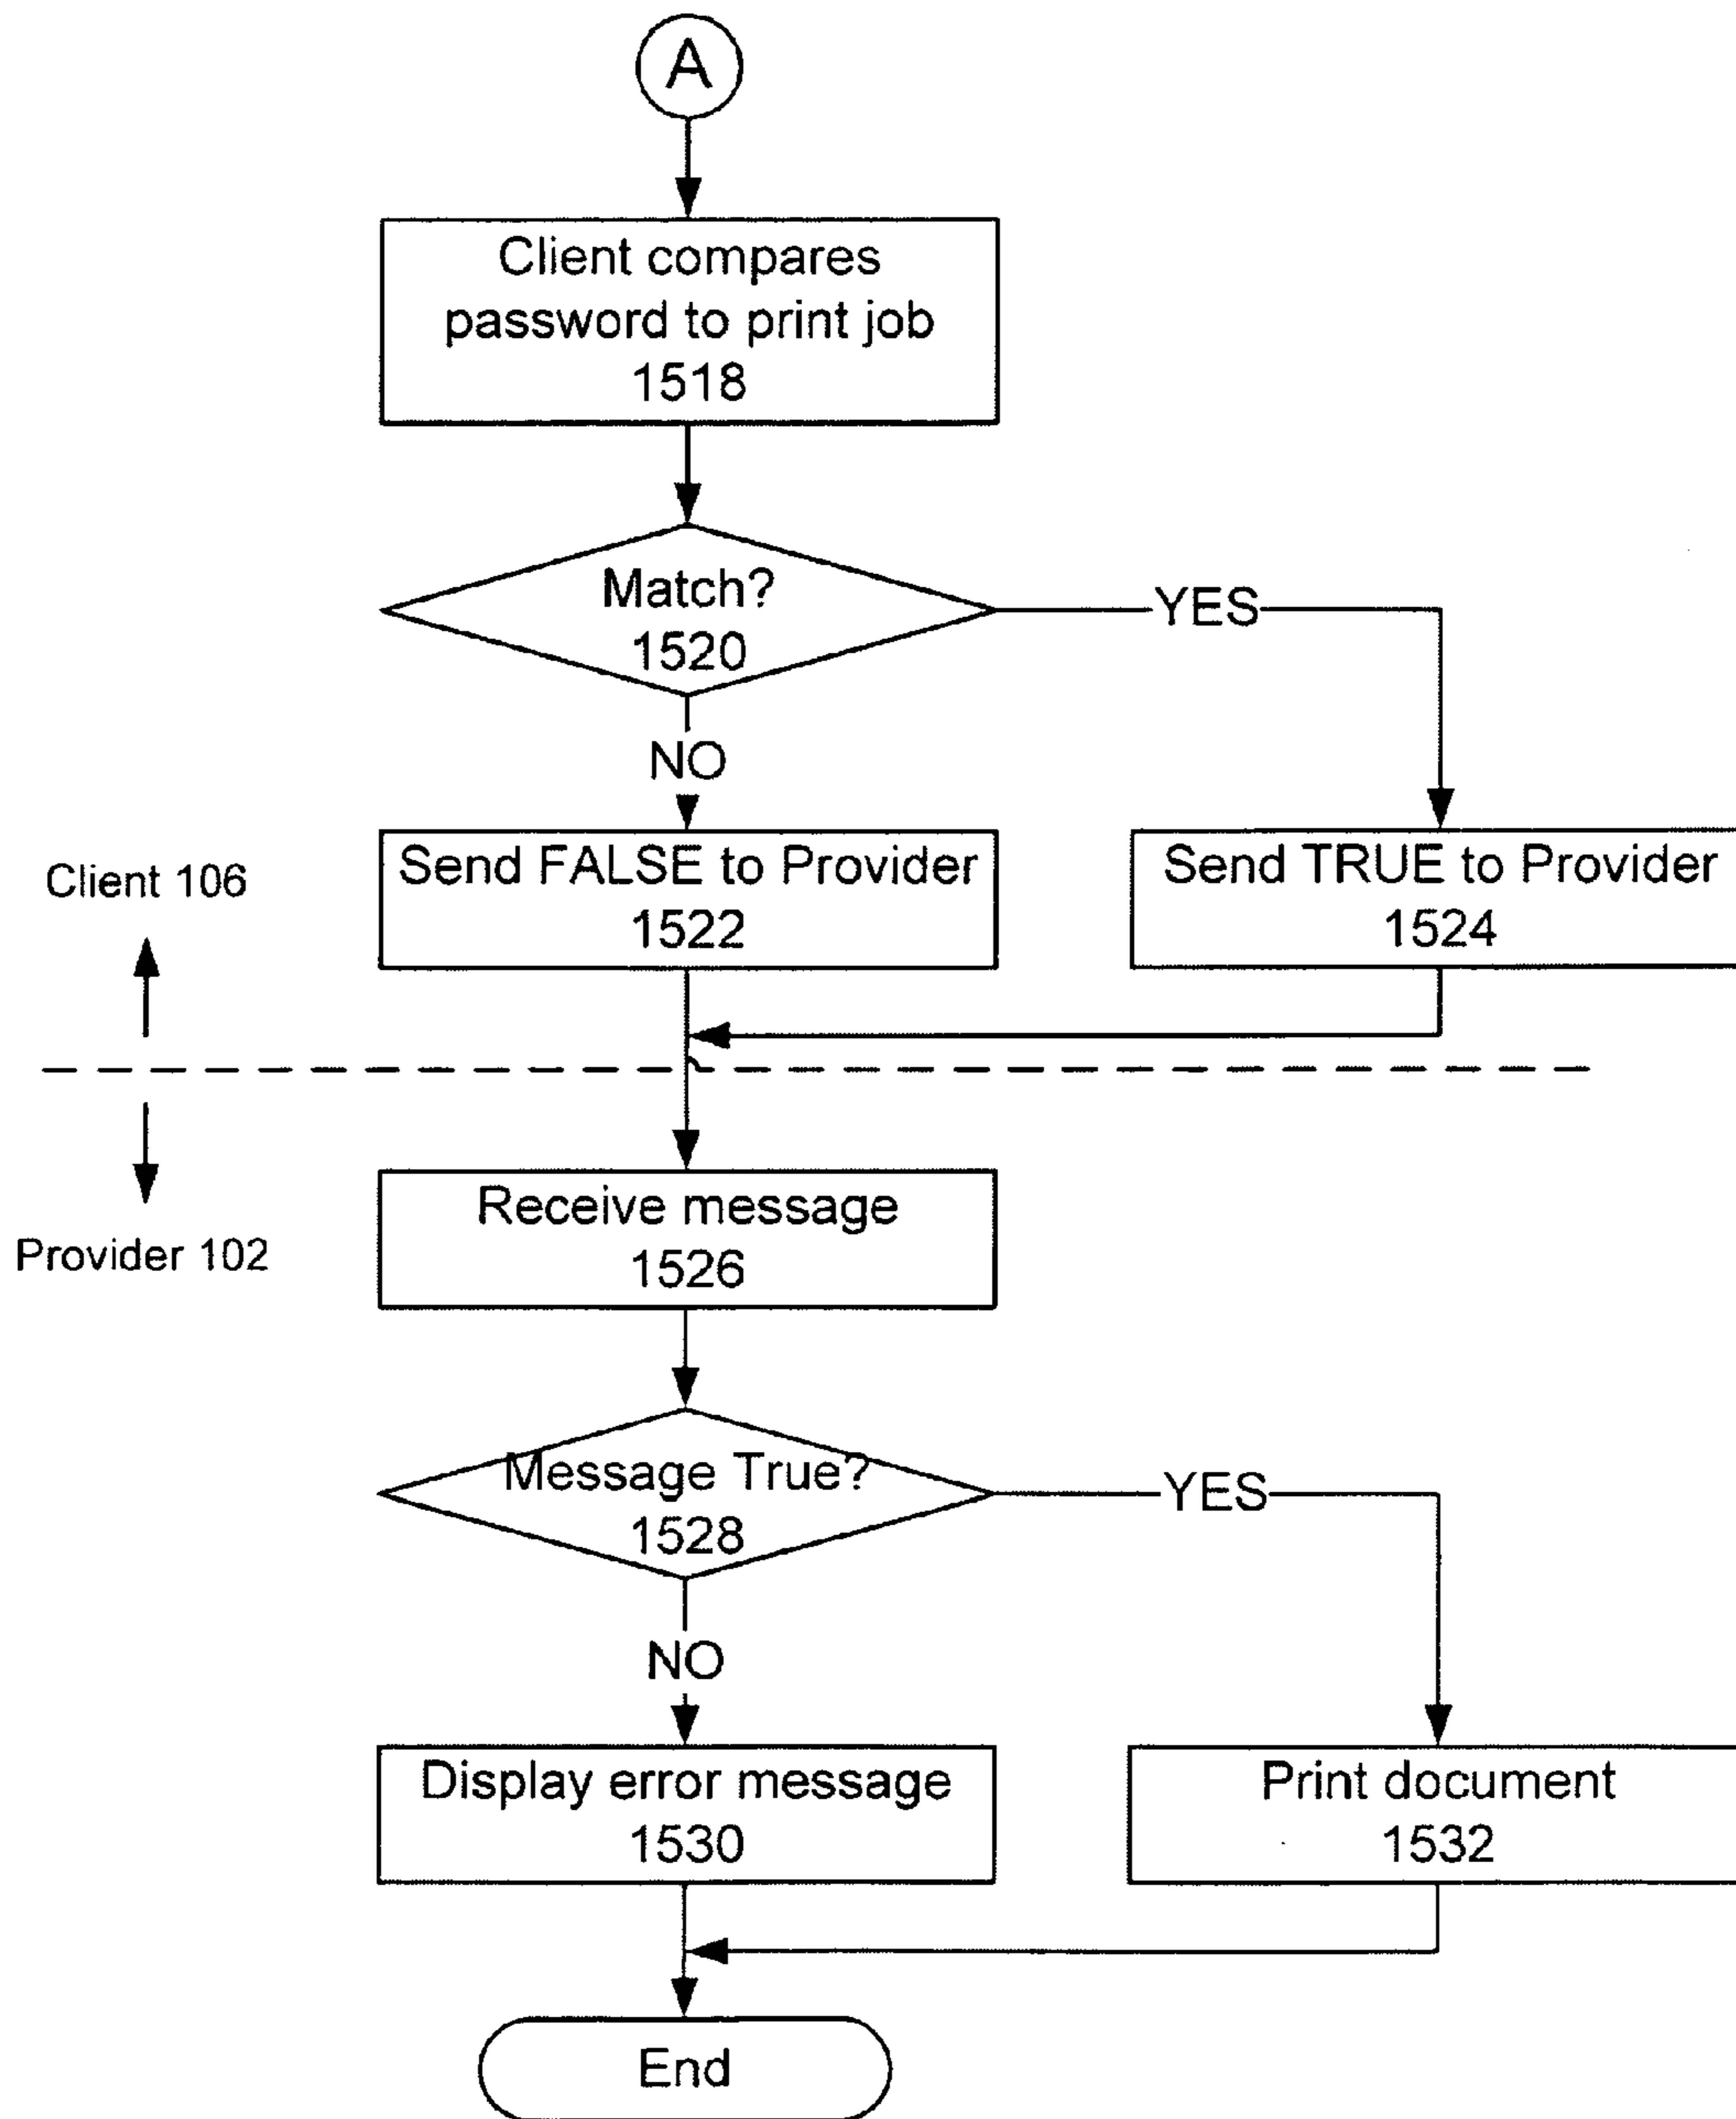 A
Client compares
password to print job
1518
Match?
1520
YES
NO
Send FALSE to Provider
1522
Send TRUE to Provider
1524
Client 106
Provider 102
Receive message
1526
Message True?
1528
YES
NO
Display error message
1530
Print document
1532
End